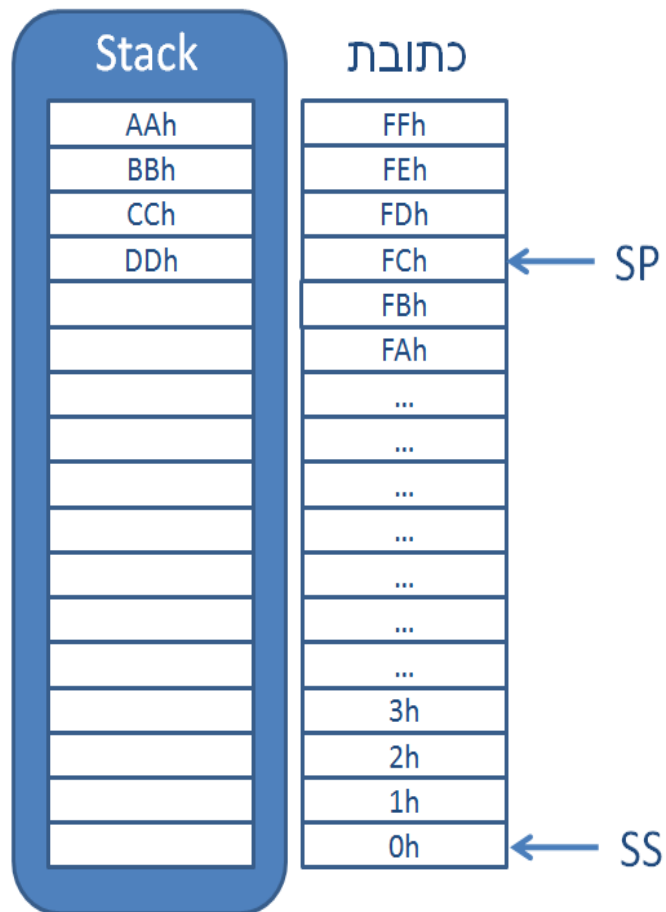 Stack כתובת
AAh FFh
BBh FEh
CCh FDh
DDh FCh SP
FBh
FAh
...
...
...
...
...
...
...
3h
2h
1h
0h SS